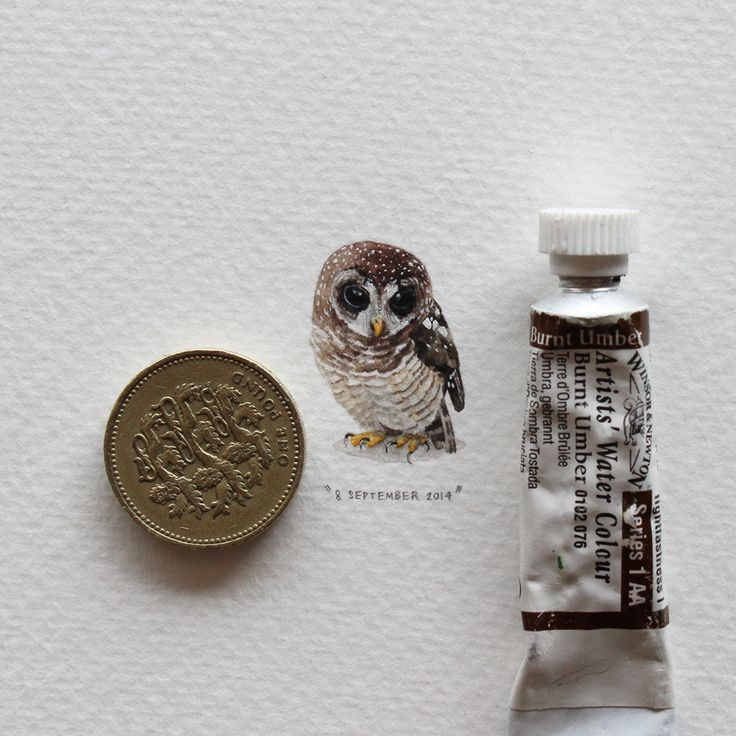 ONE POUND
"8 SEPTEMBER 2014"
Burnt Umber
WINSOR & NEWTON
Artists' Water Colour
Burnt Umber 0102 076
Terre d'Ombre Brûlée
Umbra, gebrannt
Tierra de Sombra Tostada
Series 1 AA